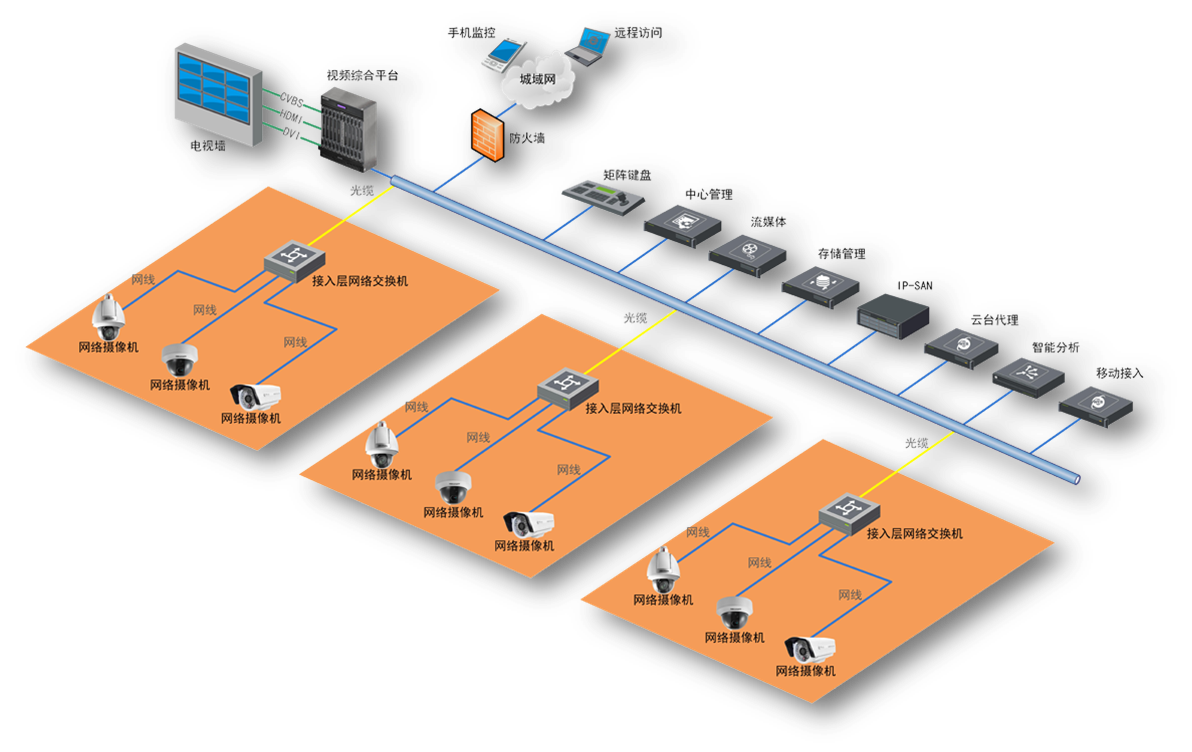 手机监控
远程访问
城域网
视频综合平台
CVBS
HDMI
DVI
电视墙
防火墙
矩阵键盘
中心管理
流媒体
存储管理
IP-SAN
云台代理
智能分析
移动接入
光缆
接入层网络交换机
网线
网线
网线
网络摄像机
网络摄像机
网络摄像机
光缆
接入层网络交换机
网线
网线
网线
网络摄像机
网络摄像机
网络摄像机
光缆
接入层网络交换机
网线
网线
网线
网络摄像机
网络摄像机
网络摄像机